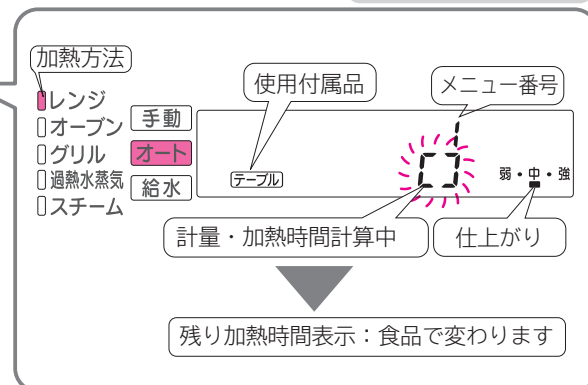 加熱方法
使用付属品
メニュー番号
レンジ
オーブン
グリル
過熱水蒸気
スチーム
手動
オート
給水
テーブル
1
弱・中・強
計量・加熱時間計算中
仕上がり
残り加熱時間表示：食品で変わります